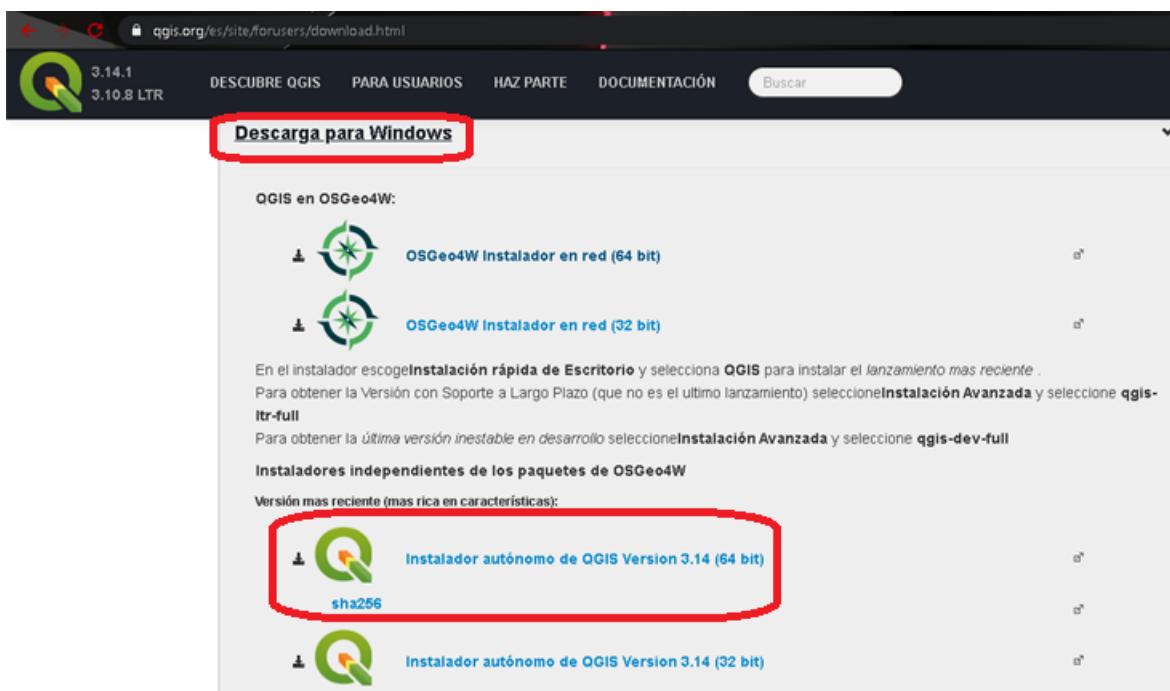 qgis.org/es/site/forusers/download.html
3.14.1
3.10.8 LTR
DESCUBRE QGIS PARA USUARIOS HAZ PARTE DOCUMENTACIÓN Buscar
Descarga para Windows
QGIS en OSGeo4W:
OSGeo4W Instalador en red (64 bit)
OSGeo4W Instalador en red (32 bit)
En el instalador escogeInstalación rápida de Escritorio y selecciona QGIS para instalar el lanzamiento mas reciente .
Para obtener la Versión con Soporte a Largo Plazo (que no es el ultimo lanzamiento) seleccioneInstalación Avanzada y seleccione qgis-
ltr-full
Para obtener la última versión inestable en desarrollo seleccioneInstalación Avanzada y seleccione qgis-dev-full
Instaladores independientes de los paquetes de OSGeo4W
Versión mas reciente (mas rica en características):
Instalador autónomo de QGIS Version 3.14 (64 bit)
sha256
Instalador autónomo de QGIS Version 3.14 (32 bit)